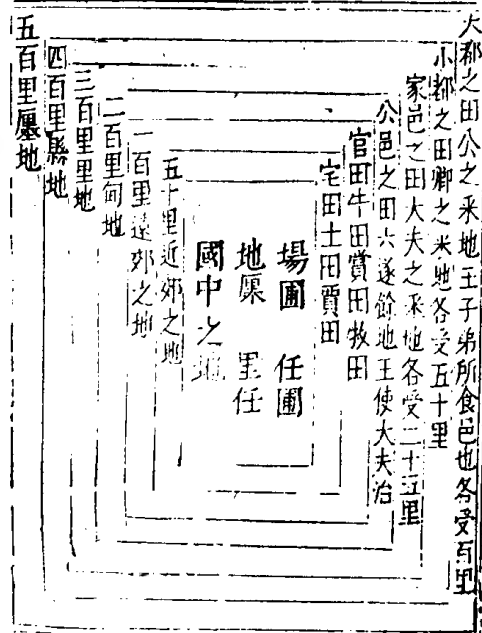 大都之田公之采地王子弟所食邑也各受百里
小都之田卿之采地各受五十里
家邑之田大夫之采地各受二十五里
公邑之田六遂餘地王使大夫治
官田牛田賞田牧田
宅田士田賈田
場圃 任圃
地廛 里任
國中之地
五十里近郊之地
一百里遠郊之地
二百里甸地
三百里里地
四百里縣地
五百里廛地